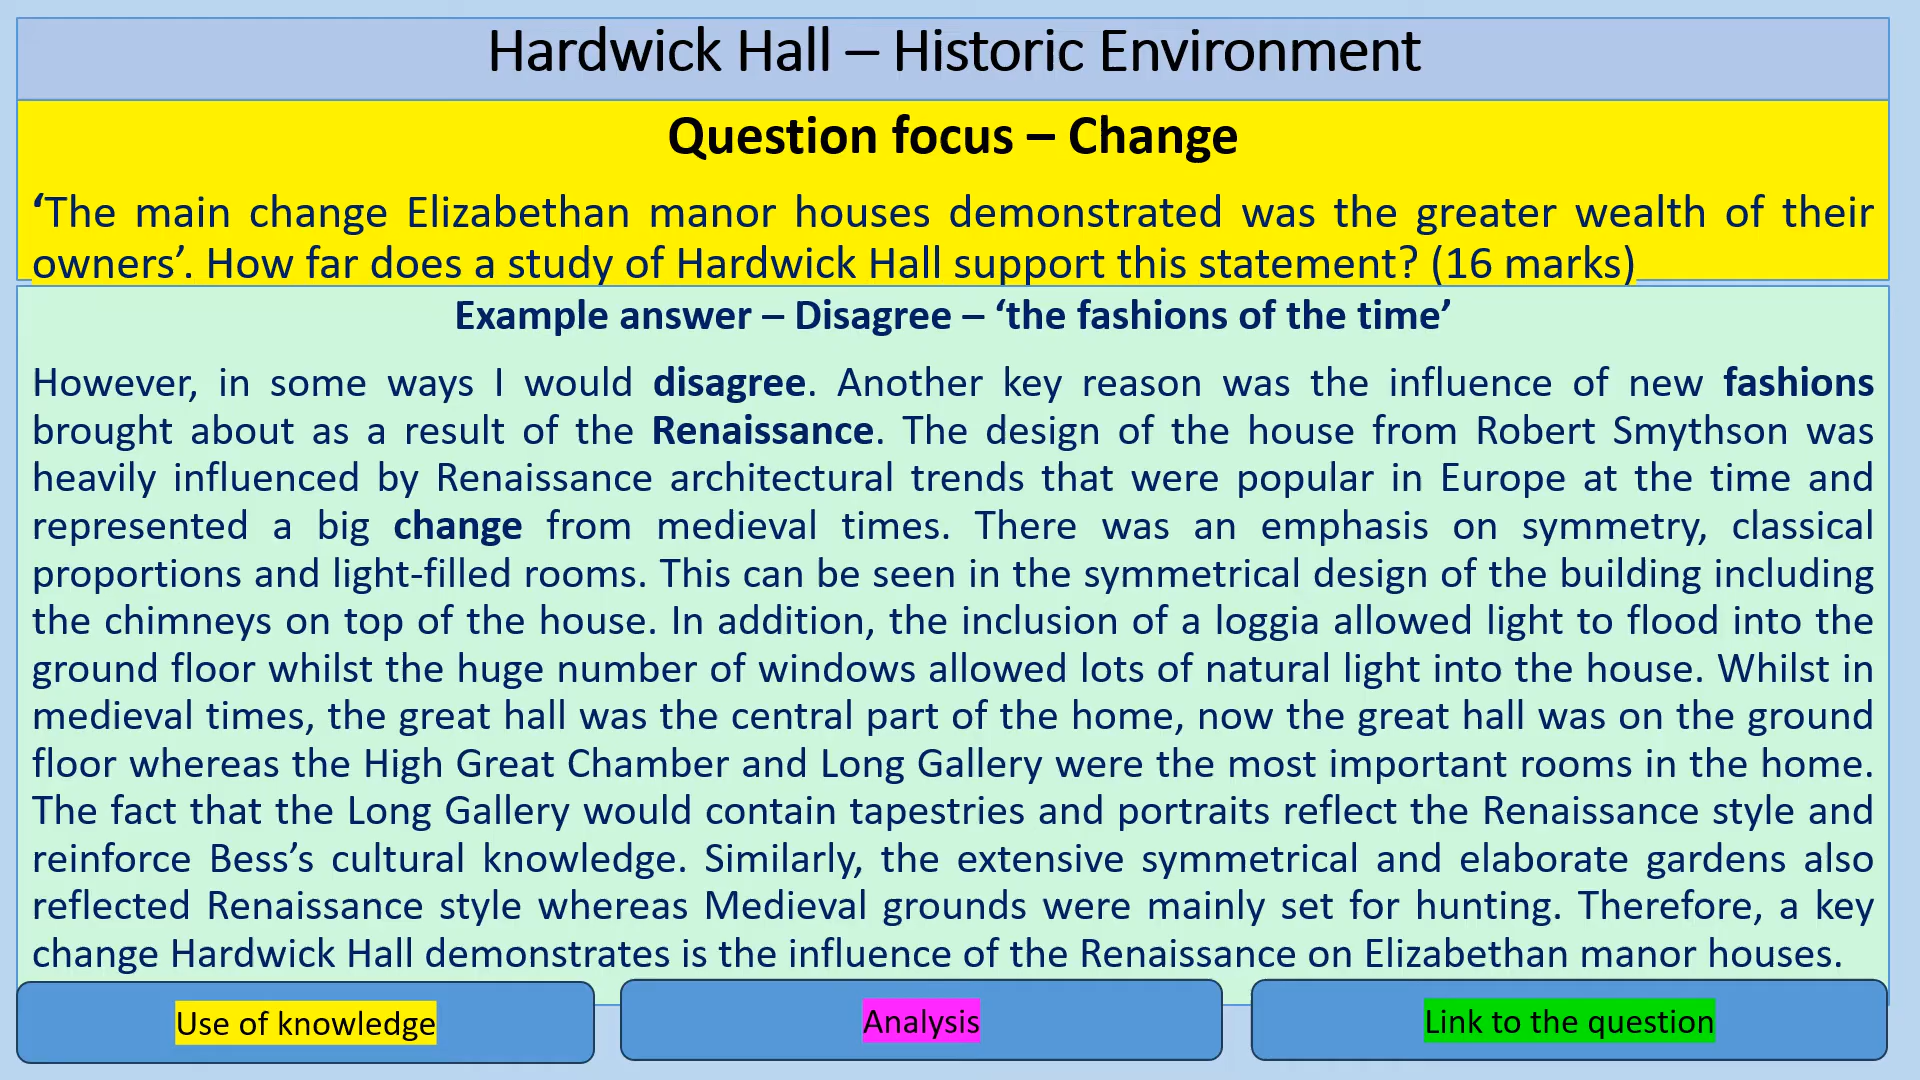 Hardwick Hall – Historic Environment
Question focus – Change
‘The main change Elizabethan manor houses demonstrated was the greater wealth of their
owners’. How far does a study of Hardwick Hall support this statement? (16 marks)
Example answer – Disagree – ‘the fashions of the time’
However, in some ways I would disagree. Another key reason was the influence of new fashions
brought about as a result of the Renaissance. The design of the house from Robert Smythson was
heavily influenced by Renaissance architectural trends that were popular in Europe at the time and
represented a big change from medieval times. There was an emphasis on symmetry, classical
proportions and light-filled rooms. This can be seen in the symmetrical design of the building including
the chimneys on top of the house. In addition, the inclusion of a loggia allowed light to flood into the
ground floor whilst the huge number of windows allowed lots of natural light into the house. Whilst in
medieval times, the great hall was the central part of the home, now the great hall was on the ground
floor whereas the High Great Chamber and Long Gallery were the most important rooms in the home.
The fact that the Long Gallery would contain tapestries and portraits reflect the Renaissance style and
reinforce Bess’s cultural knowledge. Similarly, the extensive symmetrical and elaborate gardens also
reflected Renaissance style whereas Medieval grounds were mainly set for hunting. Therefore, a key
change Hardwick Hall demonstrates is the influence of the Renaissance on Elizabethan manor houses.
Use of knowledge
Analysis
Link to the question